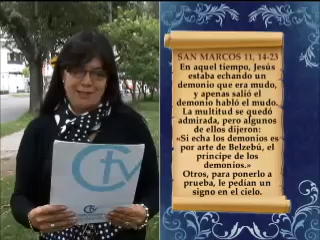 SAN MARCOS 11, 14-23
En aquel tiempo, Jesús
estaba echando un
demonio que era mudo,
y apenas salió el
demonio habló el mudo.
La multitud se quedó
admirada, pero algunos
de ellos dijeron:
«Si echa los demonios es
por arte de Belzebú, el
príncipe de los
demonios.»
Otros, para ponerlo a
prueba, le pedían un
signo en el cielo.
Ctv